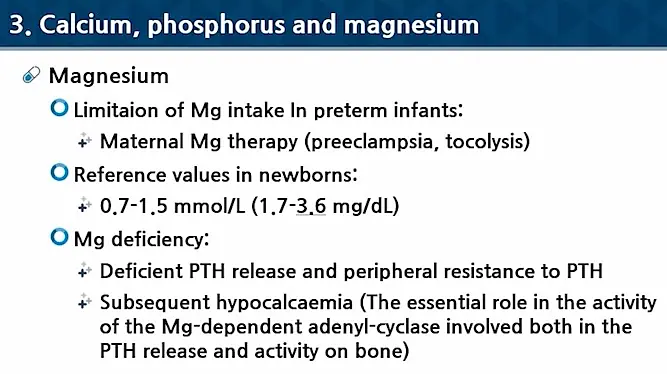 3. Calcium, phosphorus and magnesium
Magnesium
Limitaion of Mg intake In preterm infants:
Maternal Mg therapy (preeclampsia, tocolysis)
Reference values in newborns:
0.7-1.5 mmol/L (1.7-3.6 mg/dL)
Mg deficiency:
Deficient PTH release and peripheral resistance to PTH
Subsequent hypocalcaemia (The essential role in the activity
of the Mg-dependent adenyl-cyclase involved both in the
PTH release and activity on bone)